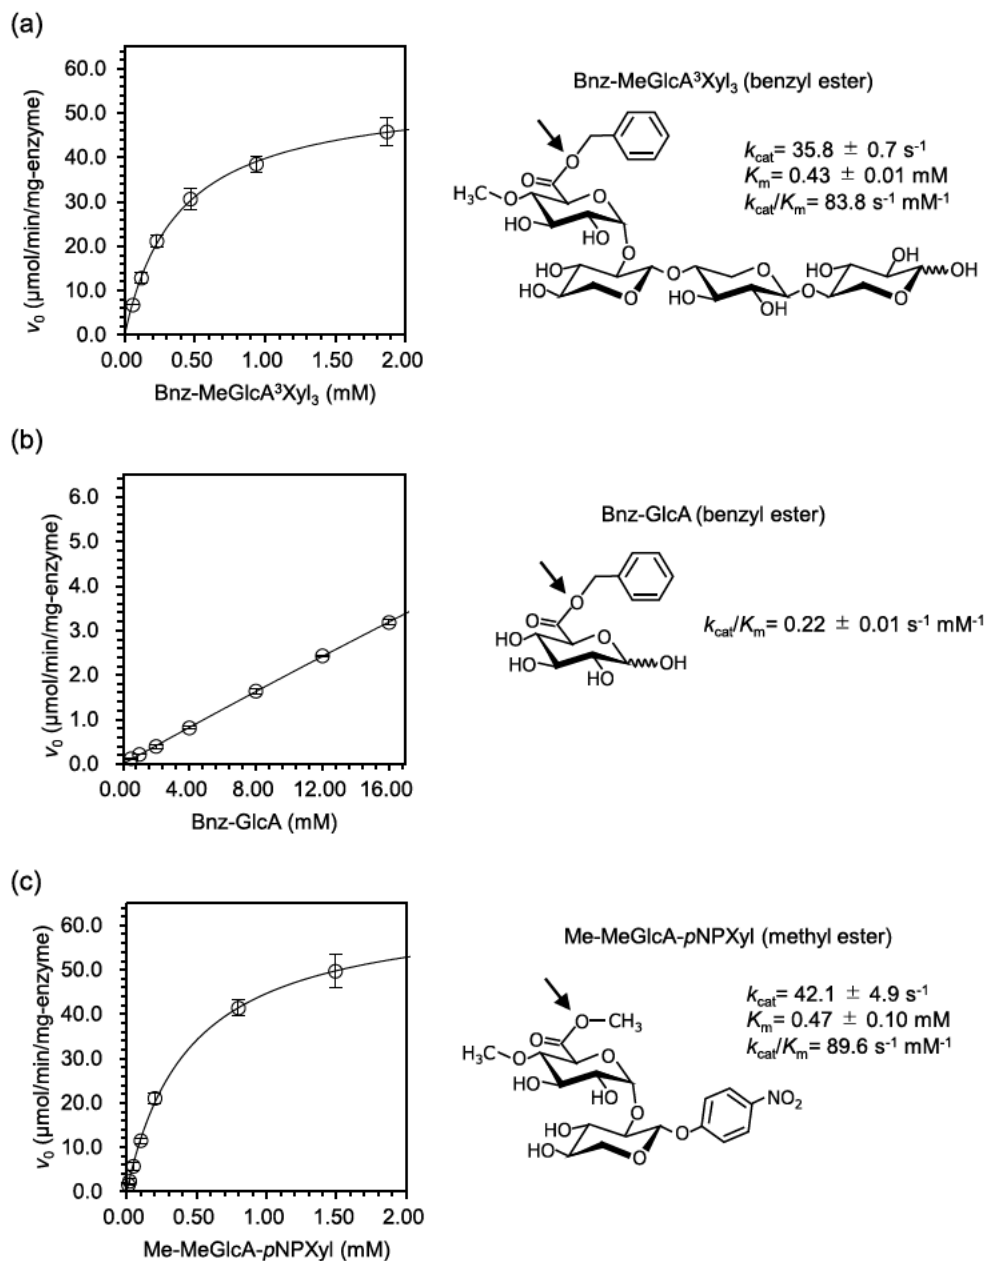 (a)
v₀ (μmol/min/mg-enzyme)
60.0
50.0
40.0
30.0
20.0
10.0
0.0
0.00 0.50 1.00 1.50 2.00
Bnz-MeGlcA³Xyl₃ (mM)
Bnz-MeGlcA³Xyl₃ (benzyl ester)
O
O
H₃C O O
HO HO
O
HO O O O HO OH OH
HO O HO OH O O
kcat= 35.8 ± 0.7 s⁻¹
Km= 0.43 ± 0.01 mM
kcat/Km= 83.8 s⁻¹ mM⁻¹
(b)
v₀ (μmol/min/mg-enzyme)
6.0
5.0
4.0
3.0
2.0
1.0
0.0
0.00 4.00 8.00 12.00 16.00
Bnz-GlcA (mM)
Bnz-GlcA (benzyl ester)
O
O
HO O
HO HO OH
kcat/Km= 0.22 ± 0.01 s⁻¹ mM⁻¹
(c)
v₀ (μmol/min/mg-enzyme)
60.0
50.0
40.0
30.0
20.0
10.0
0.0
0.00 0.50 1.00 1.50 2.00
Me-MeGlcA-pNPXyl (mM)
Me-MeGlcA-pNPXyl (methyl ester)
O CH₃
O
H₃C O O
HO HO
O NO₂
HO O
HO O
kcat= 42.1 ± 4.9 s⁻¹
Km= 0.47 ± 0.10 mM
kcat/Km= 89.6 s⁻¹ mM⁻¹